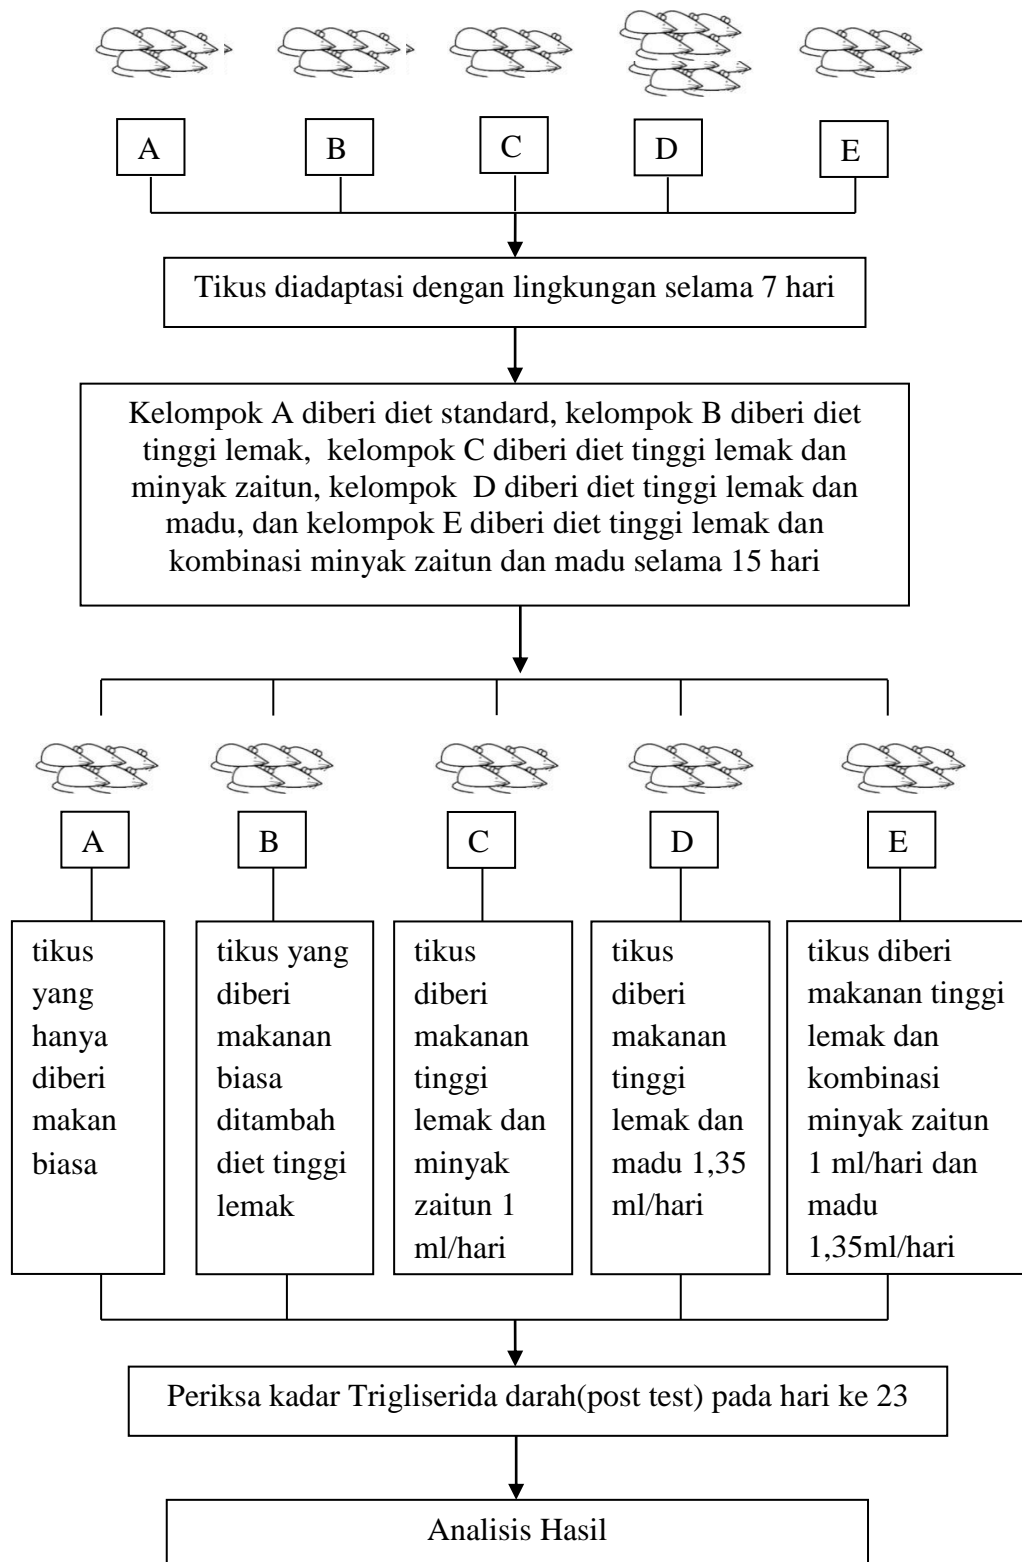 A
B
C
D
E
Tikus diadaptasi dengan lingkungan selama 7 hari
Kelompok A diberi diet standard, kelompok B diberi diet
tinggi lemak, kelompok C diberi diet tinggi lemak dan
minyak zaitun, kelompok D diberi diet tinggi lemak dan
madu, dan kelompok E diberi diet tinggi lemak dan
kombinasi minyak zaitun dan madu selama 15 hari
A
B
C
D
E
tikus
yang
hanya
diberi
makan
biasa
tikus yang
diberi
makanan
biasa
ditambah
diet tinggi
lemak
tikus
diberi
makanan
tinggi
lemak dan
minyak
zaitun 1
ml/hari
tikus
diberi
makanan
tinggi
lemak dan
madu 1,35
ml/hari
tikus diberi
makanan tinggi
lemak dan
kombinasi
minyak zaitun
1 ml/hari dan
madu
1,35ml/hari
Periksa kadar Trigliserida darah(post test) pada hari ke 23
Analisis Hasil